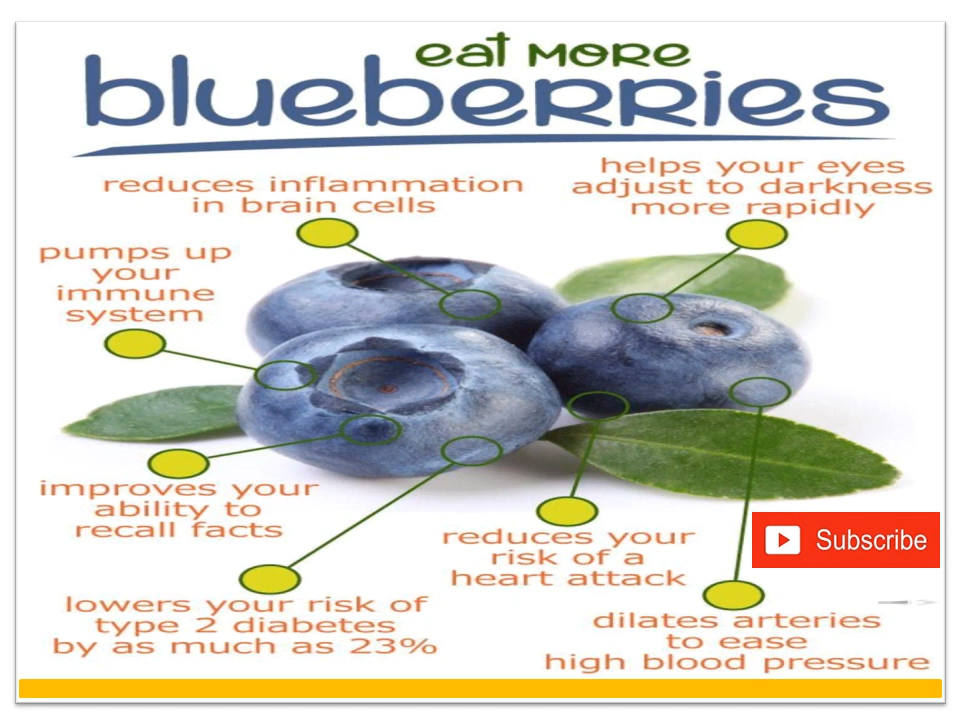 eat MORE
blueberries
reduces inflammation
in brain cells
helps your eyes
adjust to darkness
more rapidly
pumps up
your
immune
system
improves your
ability to
recall facts
reduces your
risk of a
heart attack
Subscribe
lowers your risk of
type 2 diabetes
by as much as 23%
dilates arteries
to ease
high blood pressure